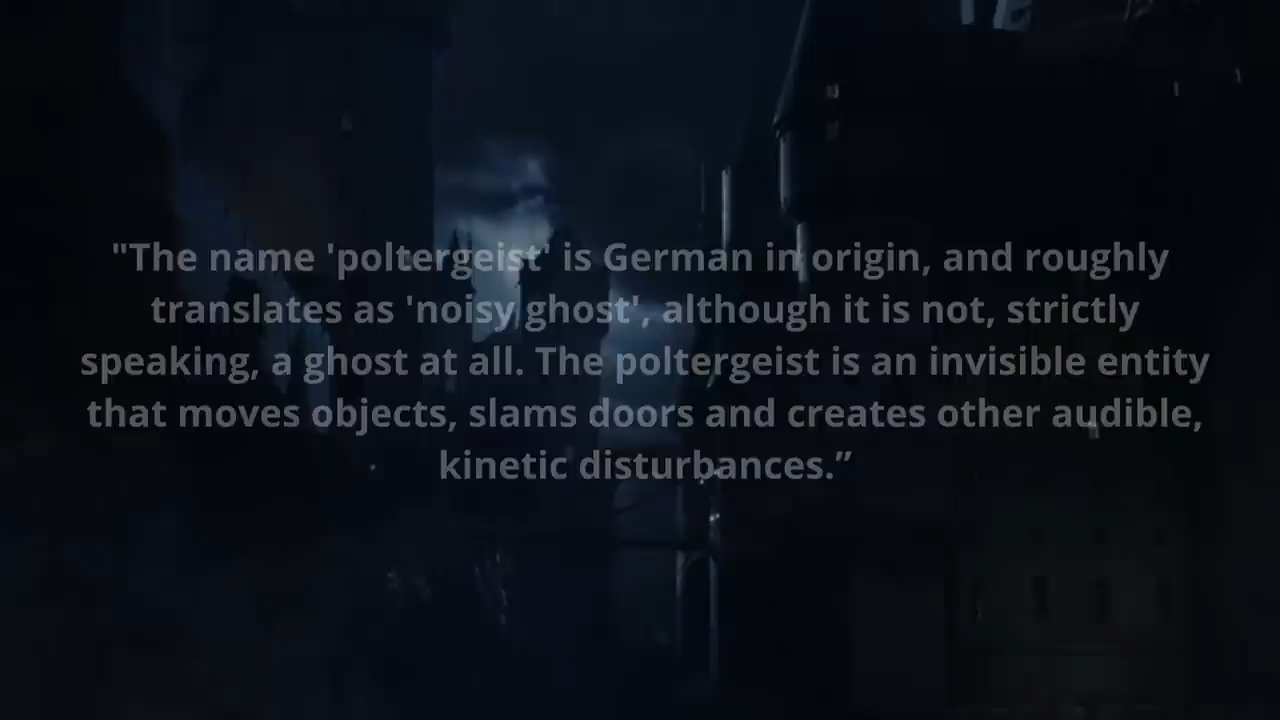 "The name 'poltergeist' is German in origin, and roughly
translates as 'noisy ghost', although it is not, strictly
speaking, a ghost at all. The poltergeist is an invisible entity
that moves objects, slams doors and creates other audible,
kinetic disturbances.”